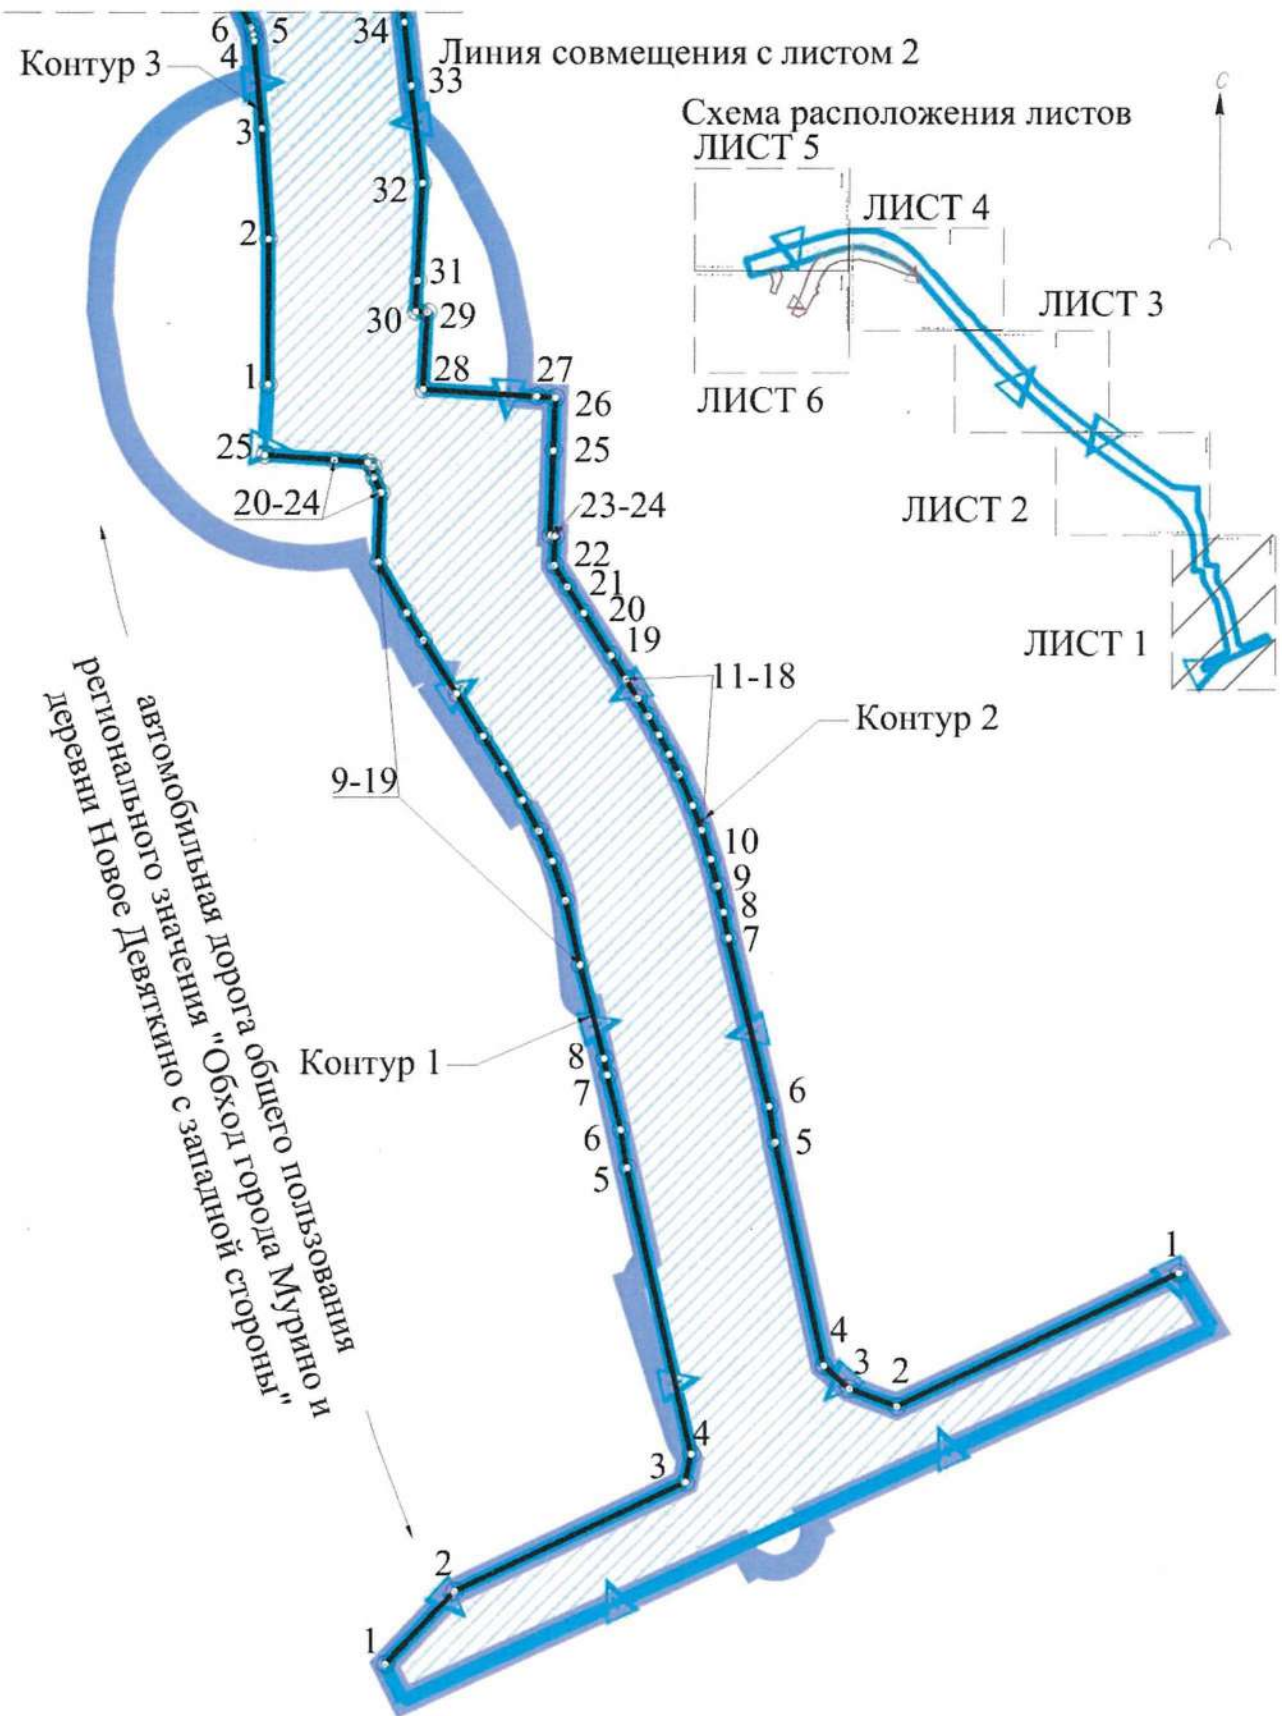 6
5
34
4
Линия совмещения с листом 2
Контур 3
33
С
Схема расположения листов
ЛИСТ 5
3
32
ЛИСТ 4
2
31
ЛИСТ 3
30
29
1
28
27
26
ЛИСТ 6
25
25
20-24
23-24
ЛИСТ 2
22
21
20
19
ЛИСТ 1
11-18
Контур 2
9-19
10
9
8
7
автомобильная дорога общего пользования
регионального значения "Обход города Мурино и
деревни Новое Девяткино с западной стороны"
Контур 1
8
7
6
6
5
5
1
4
3
2
4
3
2
1